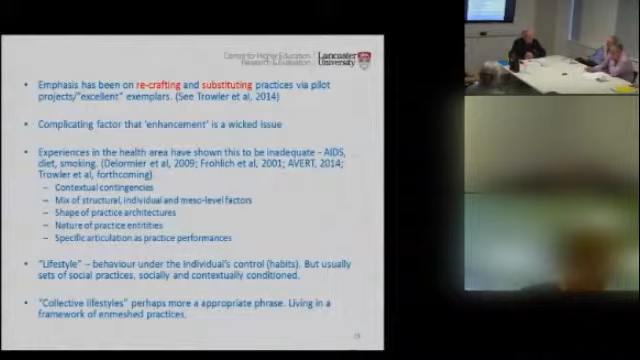 Centre for Higher Education
Research & Evaluation
Lancaster
University
• Emphasis has been on re-crafting and substituting practices via pilot
projects/"excellent" exemplars. (See Trowler et al, 2014)
• Complicating factor that 'enhancement' is a wicked issue
• Experiences in the health area have shown this to be inadequate - AIDS,
diet, smoking. (Delormier et al, 2009; Frohlich et al, 2001; AVERT, 2014;
Trowler et al, forthcoming)
– Contextual contingencies
– Mix of structural, individual and meso-level factors
– Shape of practice architectures
– Nature of practice entitities
– Specific articulation as practice performances
• "Lifestyle" – behaviour under the individual's control (habits). But usually
sets of social practices, socially and contextually conditioned.
• "Collective lifestyles" perhaps more a appropriate phrase. Living in a
framework of enmeshed practices.